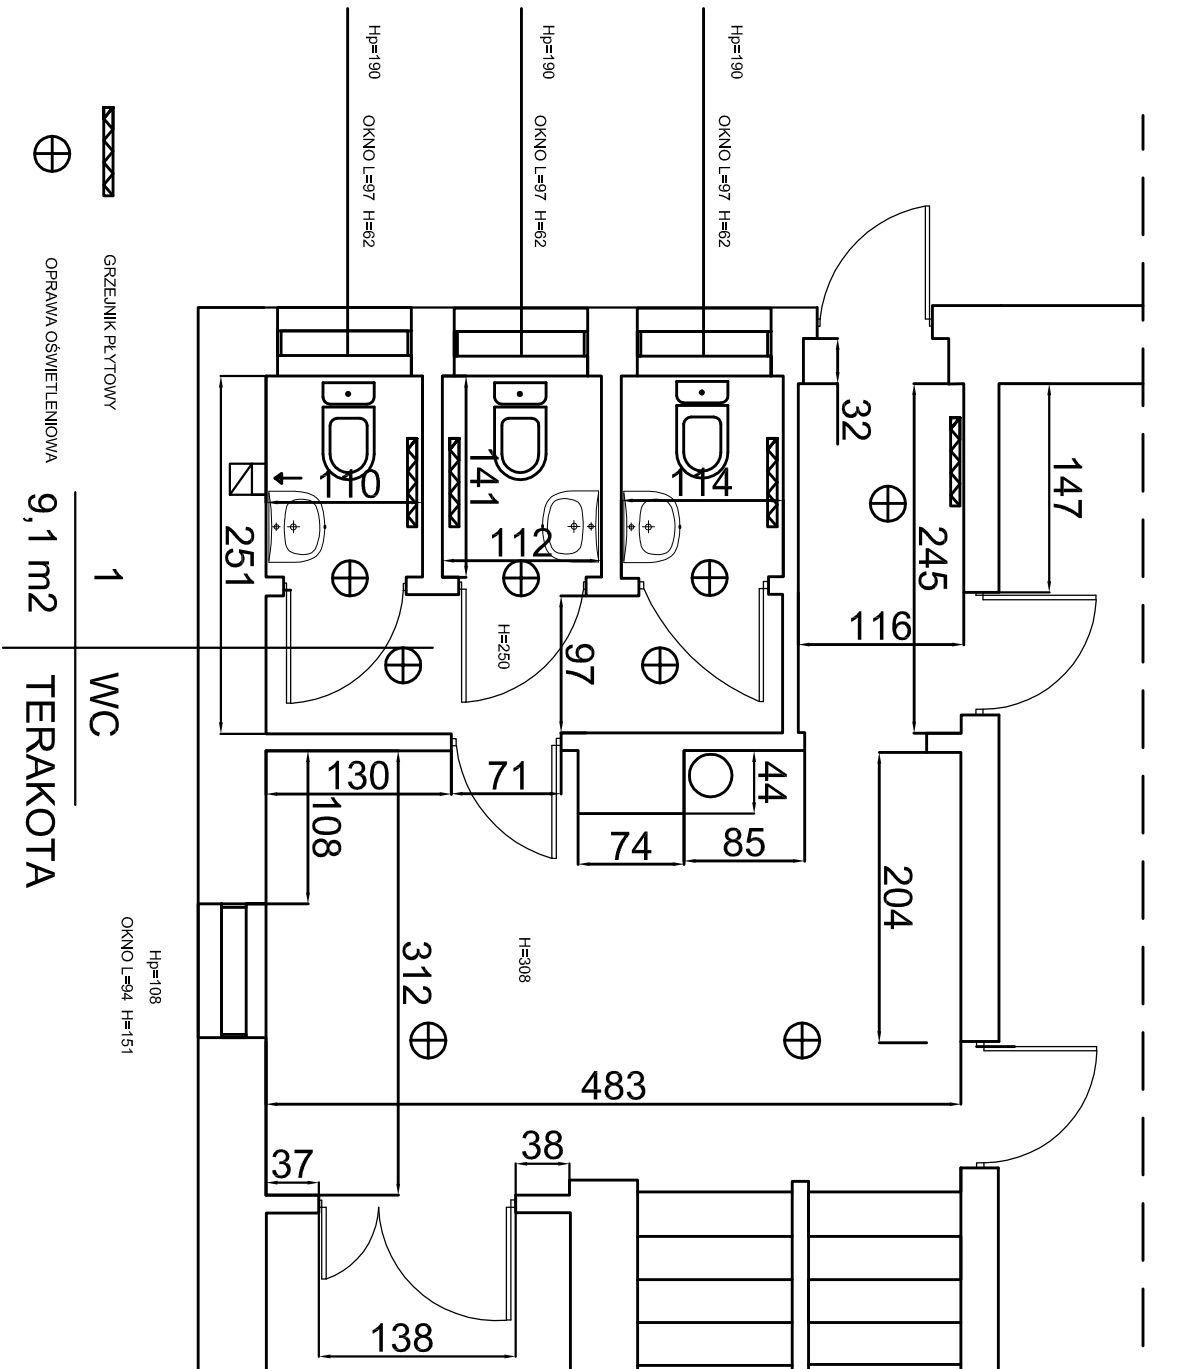 Hp=190
OKNO L=97 H=62
Hp=190
OKNO L=97 H=62
Hp=190
OKNO L=97 H=62
GRZEJNIK PŁYTOWY
OPRAWA OŚWIETLENIOWA
32
147
110
141
114
112
251
245
116
H=250
97
1
WC
9,1 m2
TERAKOTA
130
71
44
108
74
85
204
312
H=308
Hp=108
OKNO L=94 H=151
483
37
38
138